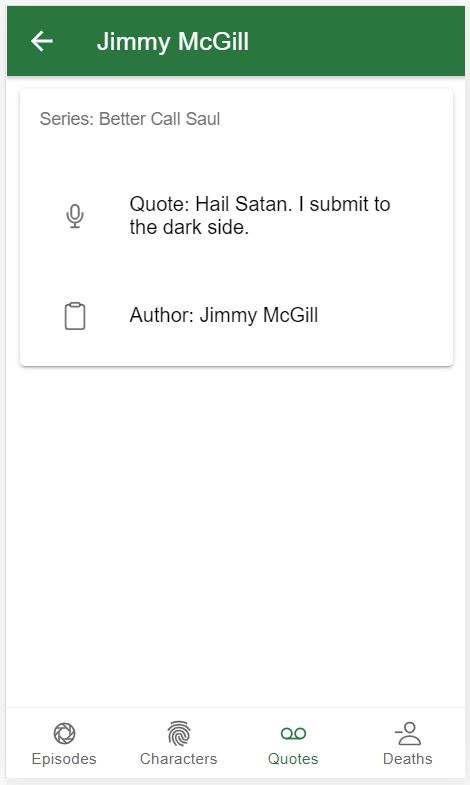 Jimmy McGill
Series: Better Call Saul
Quote: Hail Satan. I submit to
the dark side.
Author: Jimmy McGill
Episodes
Characters
Quotes
Deaths